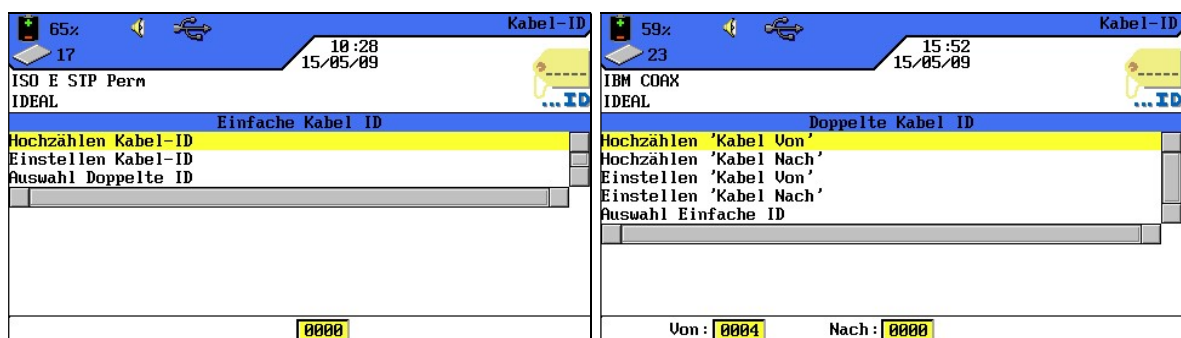 65% Kabel-ID
17
10:28
15/05/09
ISO E STP Perm
IDEAL
...ID
Einfache Kabel ID
Hochzählen Kabel-ID
Einstellen Kabel-ID
Auswahl Doppelte ID
0000
59% Kabel-ID
23
15:52
15/05/09
IBM COAX
IDEAL
...ID
Doppelte Kabel ID
Hochzählen 'Kabel Von'
Hochzählen 'Kabel Nach'
Einstellen 'Kabel Von'
Einstellen 'Kabel Nach'
Auswahl Einfache ID
Von: 0004 Nach: 0000